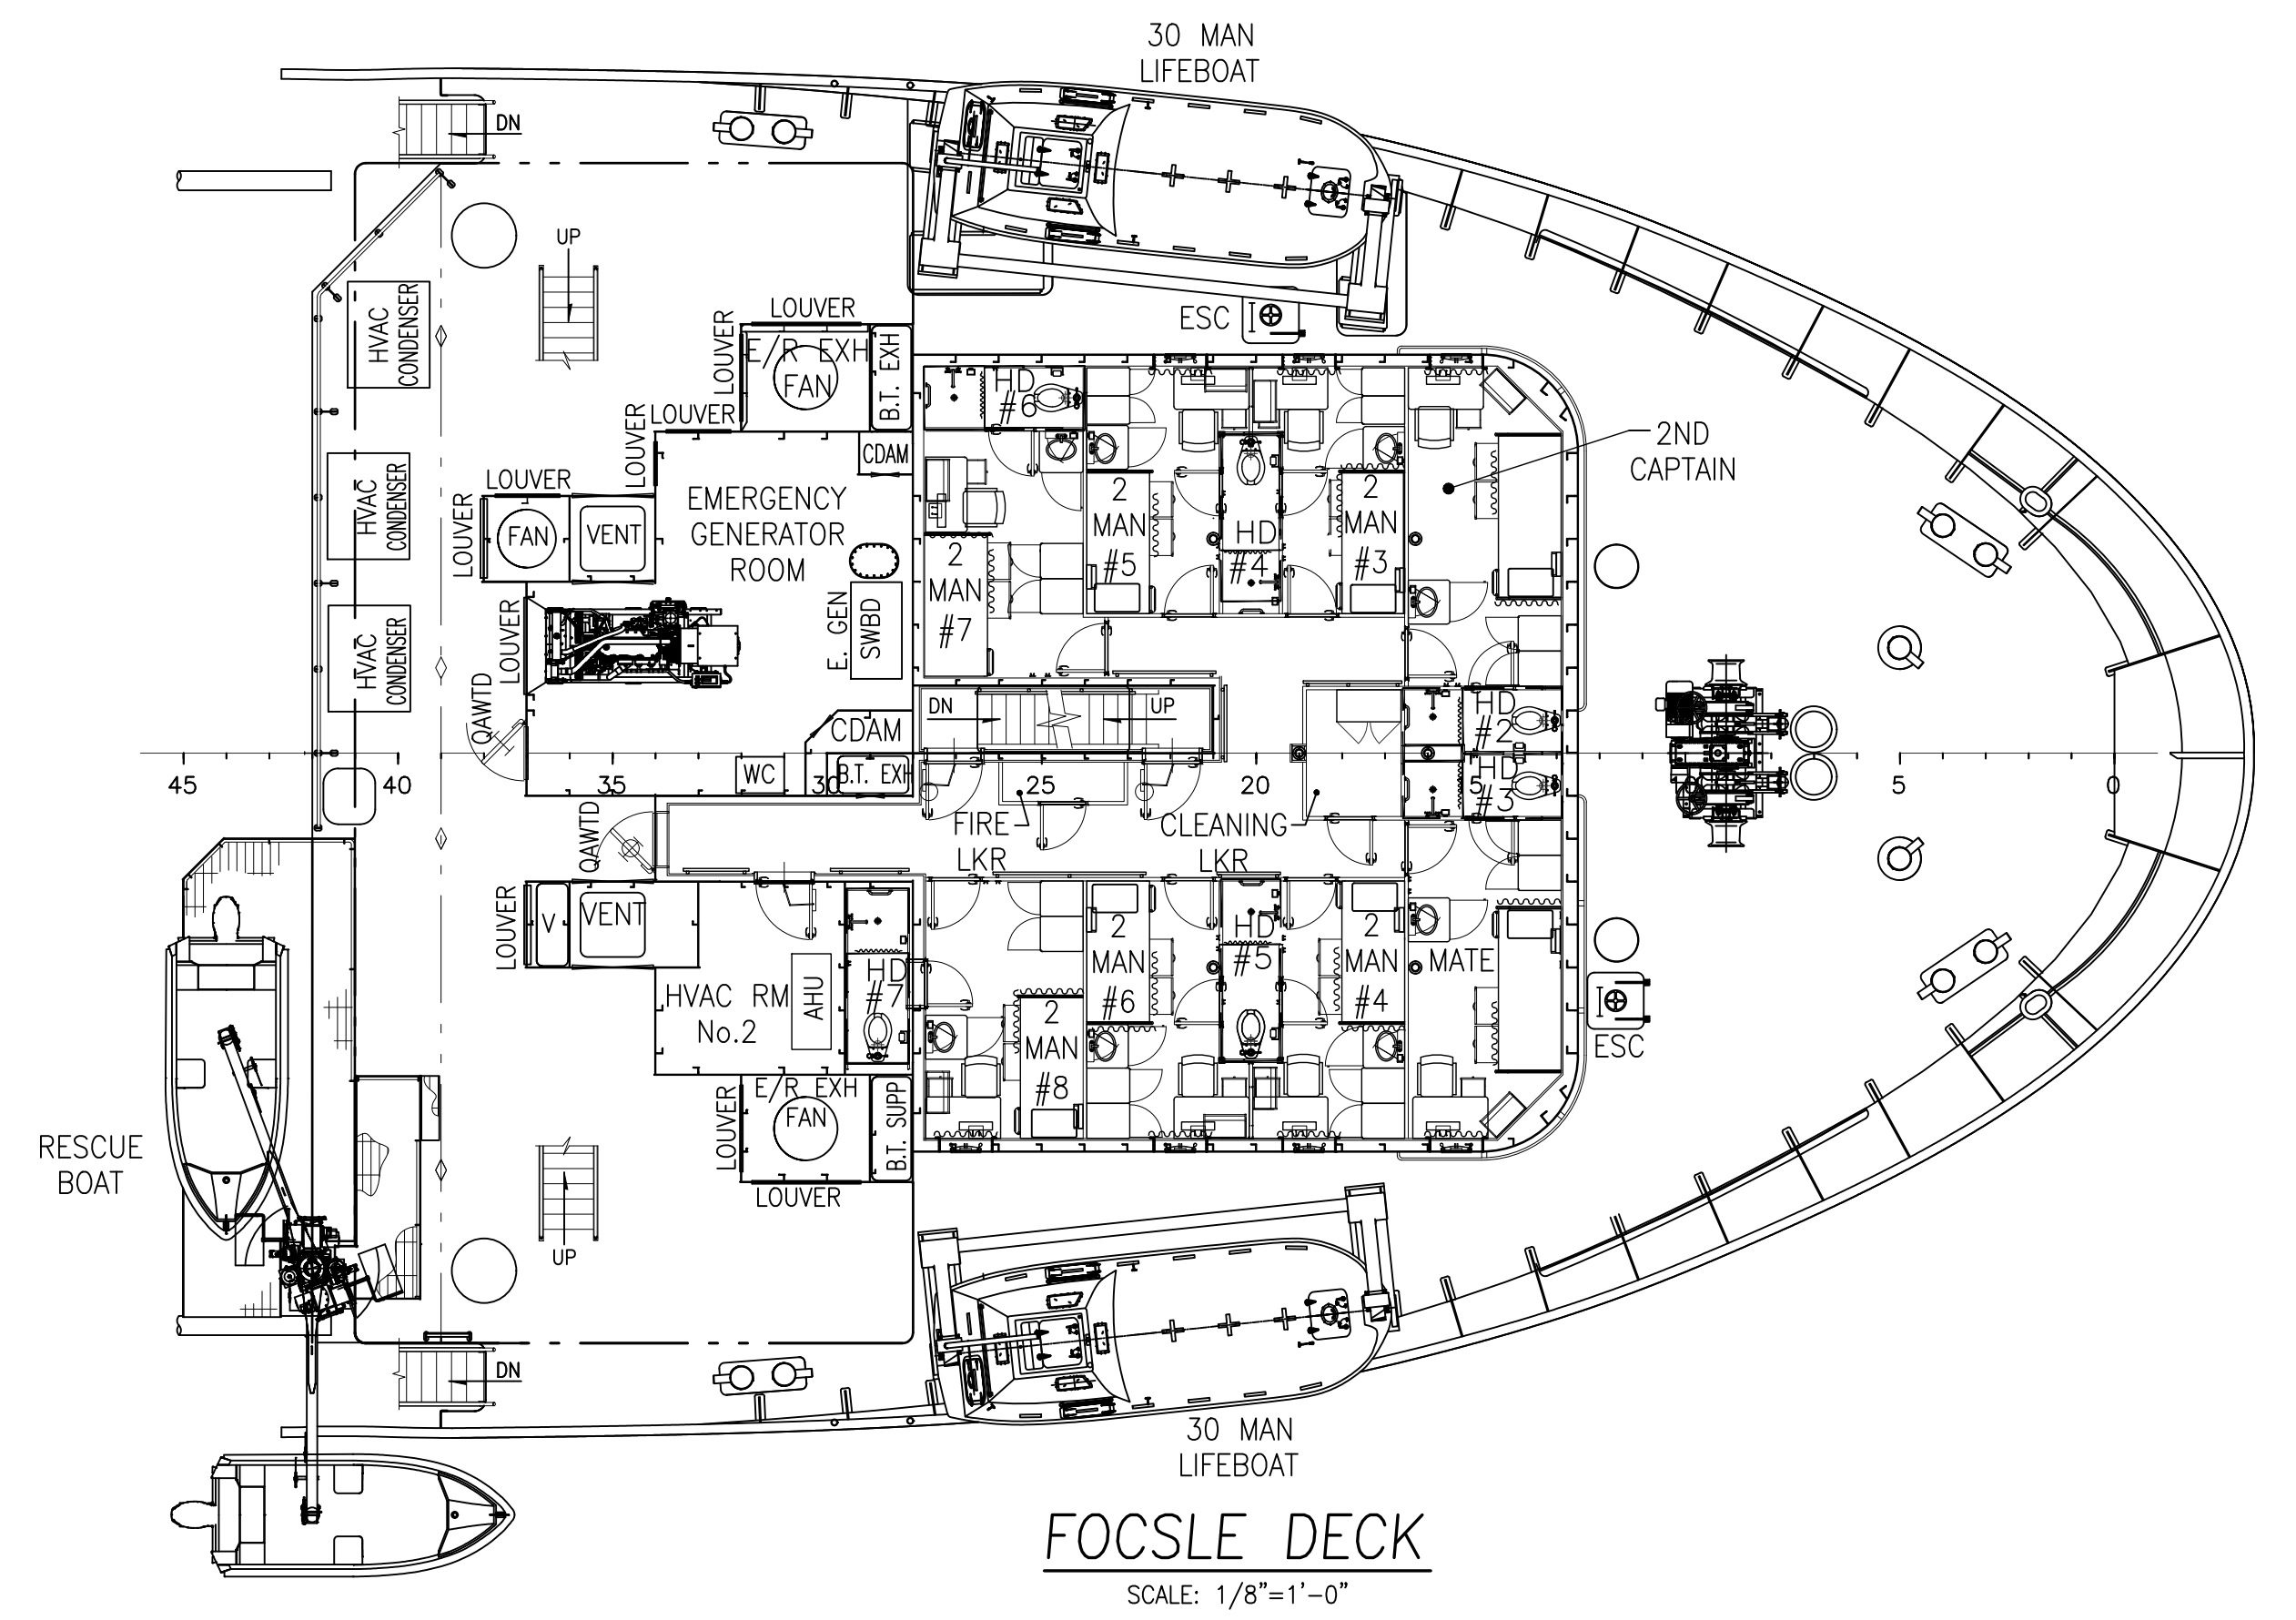 30 MAN
LIFEBOAT
DN
UP
HVAC
CONDENSER
LOUVER
LOUVER
E/R EXH
FAN
B.T. EXH
ESC
HD
#6
LOUVER
LOUVER
CDAM
2ND
CAPTAIN
HVAC
CONDENSER
LOUVER
LOUVER
FAN
VENT
EMERGENCY
GENERATOR
ROOM
2
MAN
#7
2
MAN
#5
HD
#4
2
MAN
#3
HVAC
CONDENSER
LOUVER
E. GEN
SWBD
QAWTD
CDAM
DN
UP
HD
#2
WC
B.T. EXH
45
40
35
30
25
20
5
5
0
HD
#3
QAWTD
FIRE
LKR
CLEANING
LKR
LOUVER
V
VENT
HVAC RM
No.2
AHU
HD
#7
2
MAN
#8
2
MAN
#6
HD
#5
2
MAN
#4
MATE
ESC
E/R EXH
FAN
LOUVER
B.T. SUPP
LOUVER
RESCUE
BOAT
UP
DN
30 MAN
LIFEBOAT
FOCSLE DECK
SCALE: 1/8"=1'-0"